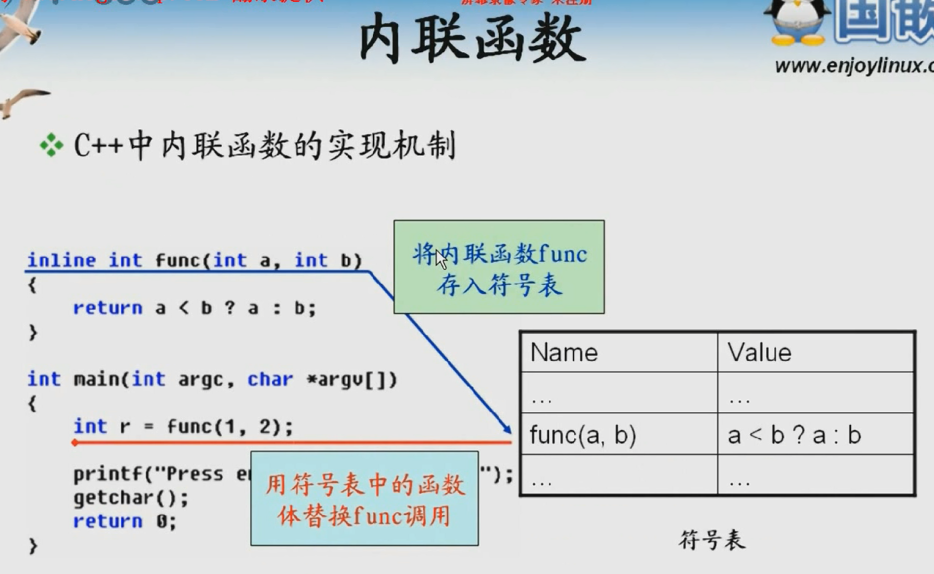 内联函数
www.enjoylinux.c
C++中内联函数的实现机制
inline int func(int a, int b)
{
return a < b ? a : b;
}
int main(int argc, char *argv[])
{
int r = func(1, 2);
printf("Press
");
getchar();
return 0;
}
将内联函数func
存入符号表
用符号表中的函数
体替换func调用
Name Value
... ...
func(a, b) a < b ? a : b
... ...
符号表